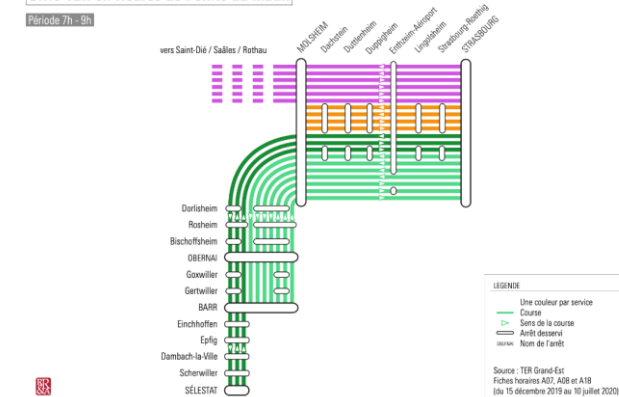 Période 7h - 9h
vers Saint-Dié / Saâles / Rothau
MOLSHEIM
Dachstein
Duttlenheim
Duppigheim
Entzheim-Aéroport
Lingolsheim
Strasbourg-Roethig
STRASBOURG
Dorlisheim
Rosheim
Bischoffsheim
OBERNAI
Goxwiller
Gertwiller
BARR
Eichhoffen
Epfig
Dambach-la-Ville
Scherwiller
SÉLESTAT
LEGENDE
Une couleur par service
Course
Sens de la course
Arrêt desservi
OBERNAI Nom de l'arrêt
Source : TER Grand-Est
Fiches horaires A07, A08 et A18
(du 15 décembre 2019 au 10 juillet 2020)